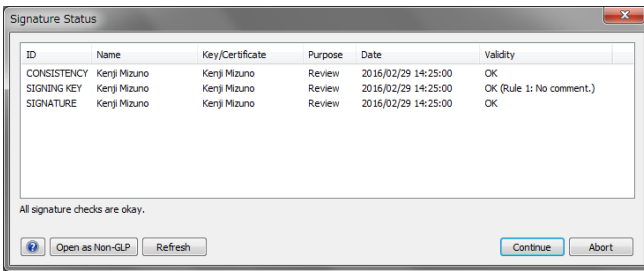 Signature Status
ID Name Key/Certificate Purpose Date Validity
CONSISTENCY Kenji Mizuno Kenji Mizuno Review 2016/02/29 14:25:00 OK
SIGNING KEY Kenji Mizuno Kenji Mizuno Review 2016/02/29 14:25:00 OK (Rule 1: No comment.)
SIGNATURE Kenji Mizuno Kenji Mizuno Review 2016/02/29 14:25:00 OK
All signature checks are okay.
? Open as Non-GLP Refresh Continue Abort